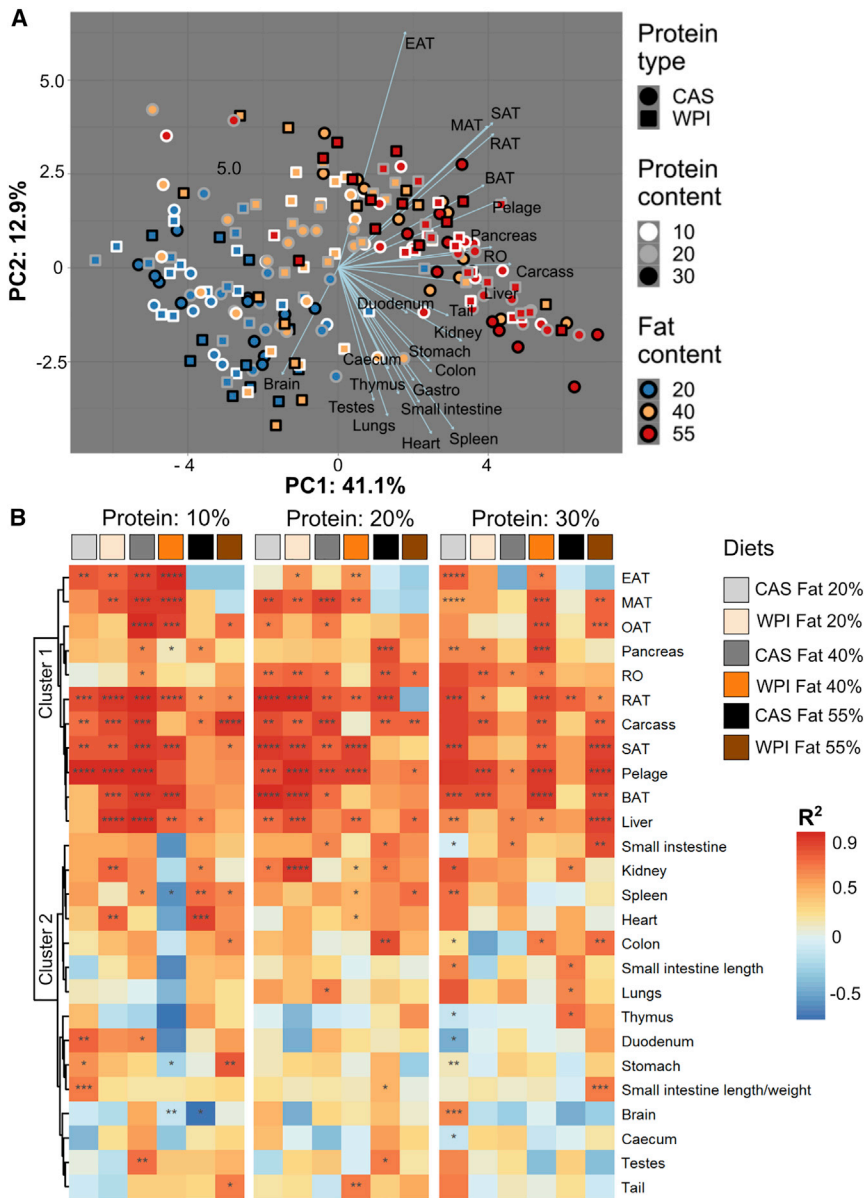 A
EAT
5.0
SAT
MAT
RAT
2.5
5.0
BAT
Pelage
Pancreas
0
RO
Carcass
Liver
Duodenum
Tail
Kidney
Stomach
-2.5
Caecum
Colon
Brain
Thymus
Gastro
Testes
Small intestine
Lungs
Heart
Spleen
PC2: 12.9%
- 4
0
4
PC1: 41.1%
Protein
type
CAS
WPI
Protein
content
10
20
30
Fat
content
20
40
55
B
Protein: 10%
Protein: 20%
Protein: 30%
Cluster 1
Cluster 2
EAT
MAT
OAT
Pancreas
RO
RAT
Carcass
SAT
Pelage
BAT
Liver
Small instestine
Kidney
Spleen
Heart
Colon
Small intestine length
Lungs
Thymus
Duodenum
Stomach
Small intestine length/weight
Brain
Caecum
Testes
Tail
Diets
CAS Fat 20%
WPI Fat 20%
CAS Fat 40%
WPI Fat 40%
CAS Fat 55%
WPI Fat 55%
R²
0.9
0.5
0
-0.5